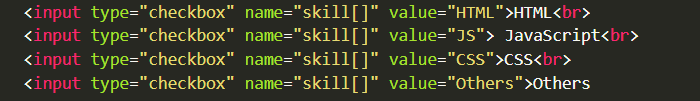 <input type="checkbox" name="skill[]" value="HTML">HTML<br>
<input type="checkbox" name="skill[]" value="JS"> JavaScript<br>
<input type="checkbox" name="skill[]" value="CSS">CSS<br>
<input type="checkbox" name="skill[]" value="Others">Others